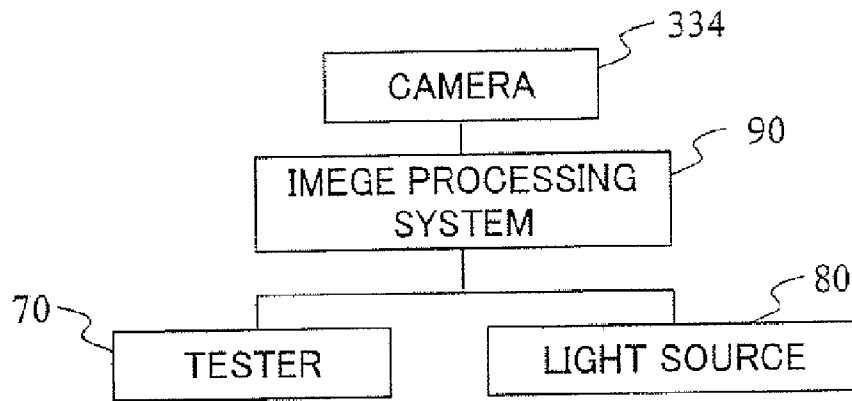 334
CAMERA
90
IMEGE PROCESSING
SYSTEM
70
80
TESTER
LIGHT SOURCE